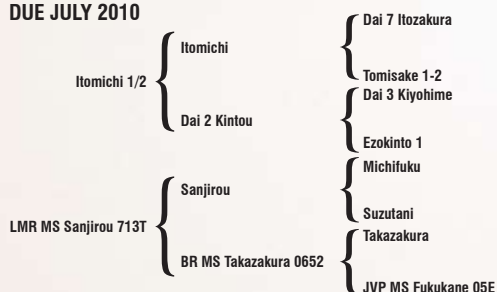 DUE JULY 2010
Dai 7 Itozakura
Itomichi
Itomichi 1/2
Tomisake 1-2
Dai 3 Kiyohime
Dai 2 Kintou
Ezokinto 1
Michifuku
Sanjirou
Suzutani
LMR MS Sanjirou 713T
Takazakura
BR MS Takazakura 0652
JVP MS Fukukane 05E